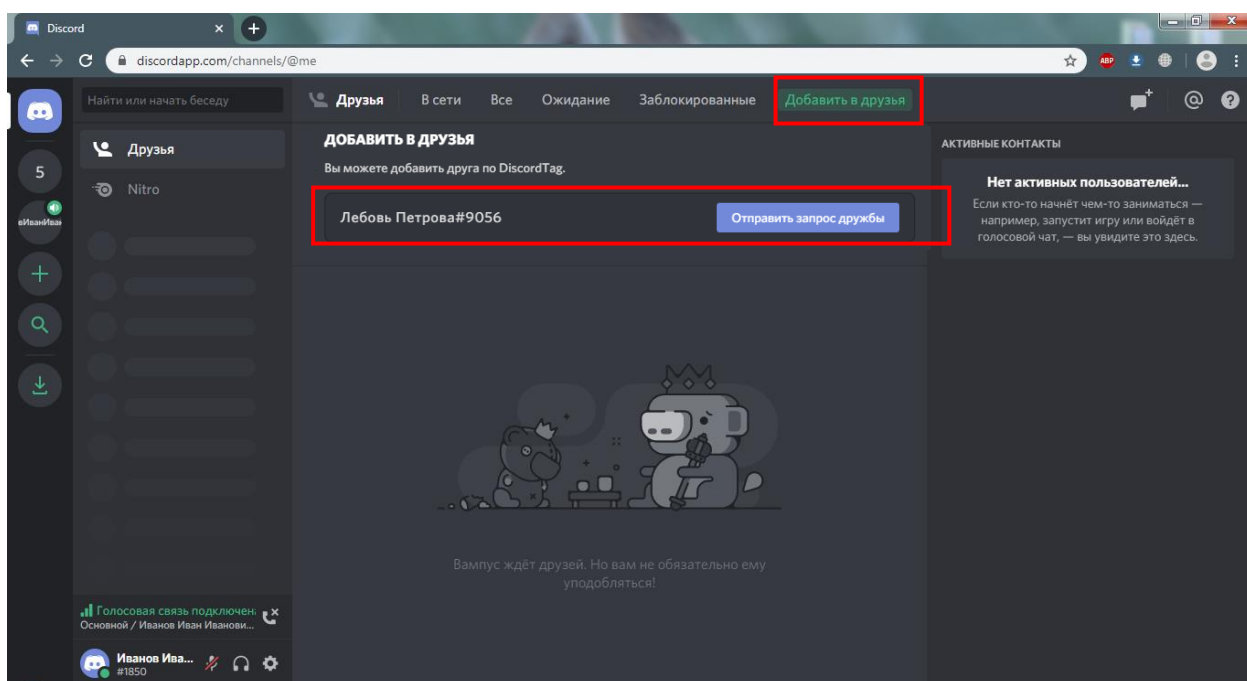 Discord
discordapp.com/channels/@me
ABP
Найти или начать беседу
Друзья
В сети
Все
Ожидание
Заблокированные
Добавить в друзья
Друзья
Nitro
5
ДОБАВИТЬ В ДРУЗЬЯ
Вы можете добавить друга по DiscordTag.
Лебовь Петрова#9056
Отправить запрос дружбы
АКТИВНЫЕ КОНТАКТЫ
Нет активных пользователей...
Если кто-то начнёт чем-то заниматься —
например, запустит игру или войдёт в
голосовой чат, — вы увидите это здесь.
Вампус ждёт друзей. Но вам не обязательно ему
уподобляться!
Голосовая связь подключен
Основной / Иванов Иван Иванови...
Иванов Ива...
#1850